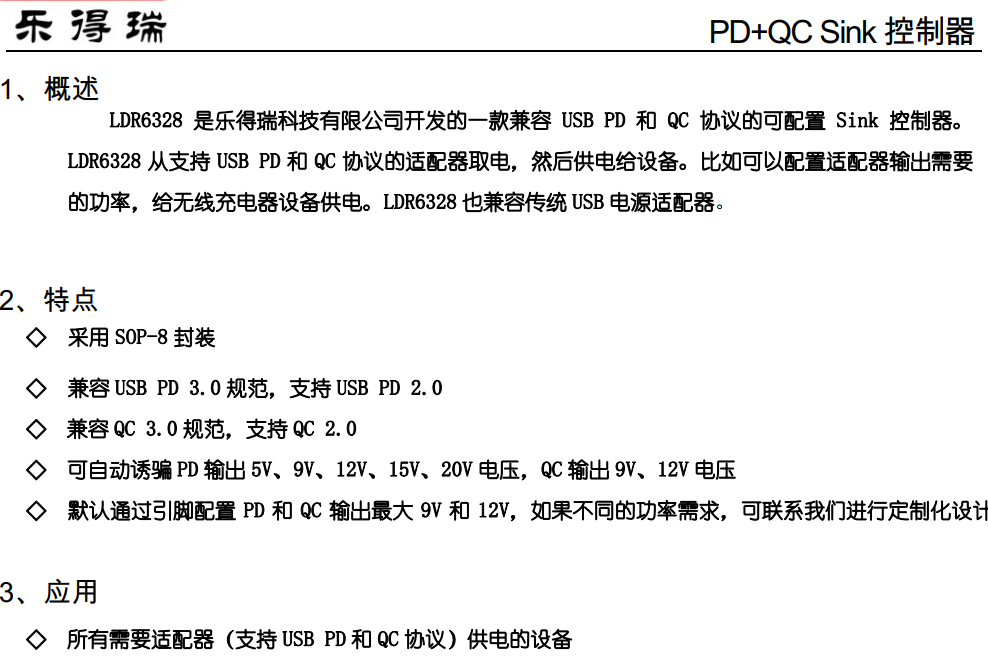 乐得瑞
PD+QC Sink 控制器
1、概述
LDR6328 是乐得瑞科技有限公司开发的一款兼容 USB PD 和 QC 协议的可配置 Sink 控制器。
LDR6328 从支持 USB PD 和 QC 协议的适配器取电，然后供电给设备。比如可以配置适配器输出需要
的功率，给无线充电器设备供电。LDR6328 也兼容传统 USB 电源适配器。
2、特点
◇ 采用 SOP-8 封装
◇ 兼容 USB PD 3.0 规范，支持 USB PD 2.0
◇ 兼容 QC 3.0 规范，支持 QC 2.0
◇ 可自动诱骗 PD 输出 5V、9V、12V、15V、20V 电压，QC 输出 9V、12V 电压
◇ 默认通过引脚配置 PD 和 QC 输出最大 9V 和 12V，如果不同的功率需求，可联系我们进行定制化设计
3、应用
◇ 所有需要适配器（支持 USB PD 和 QC 协议）供电的设备